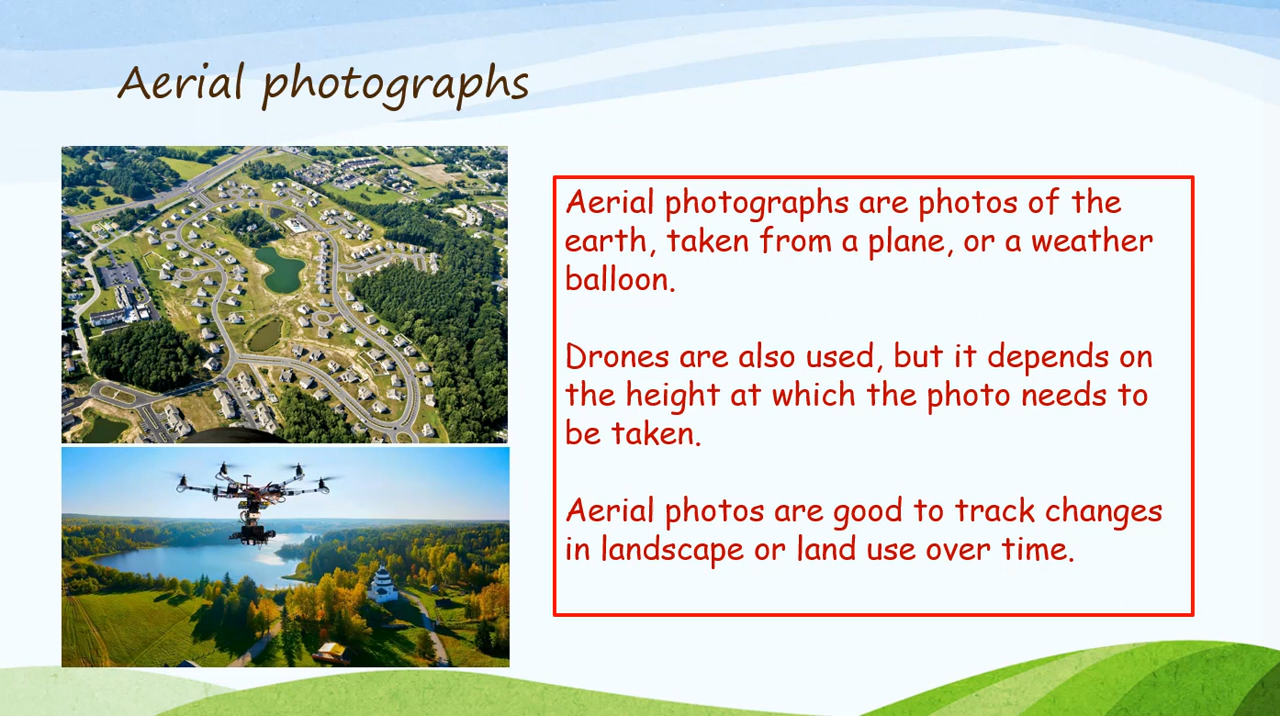 Aerial photographs
Aerial photographs are photos of the
earth, taken from a plane, or a weather
balloon.
Drones are also used, but it depends on
the height at which the photo needs to
be taken.
Aerial photos are good to track changes
in landscape or land use over time.